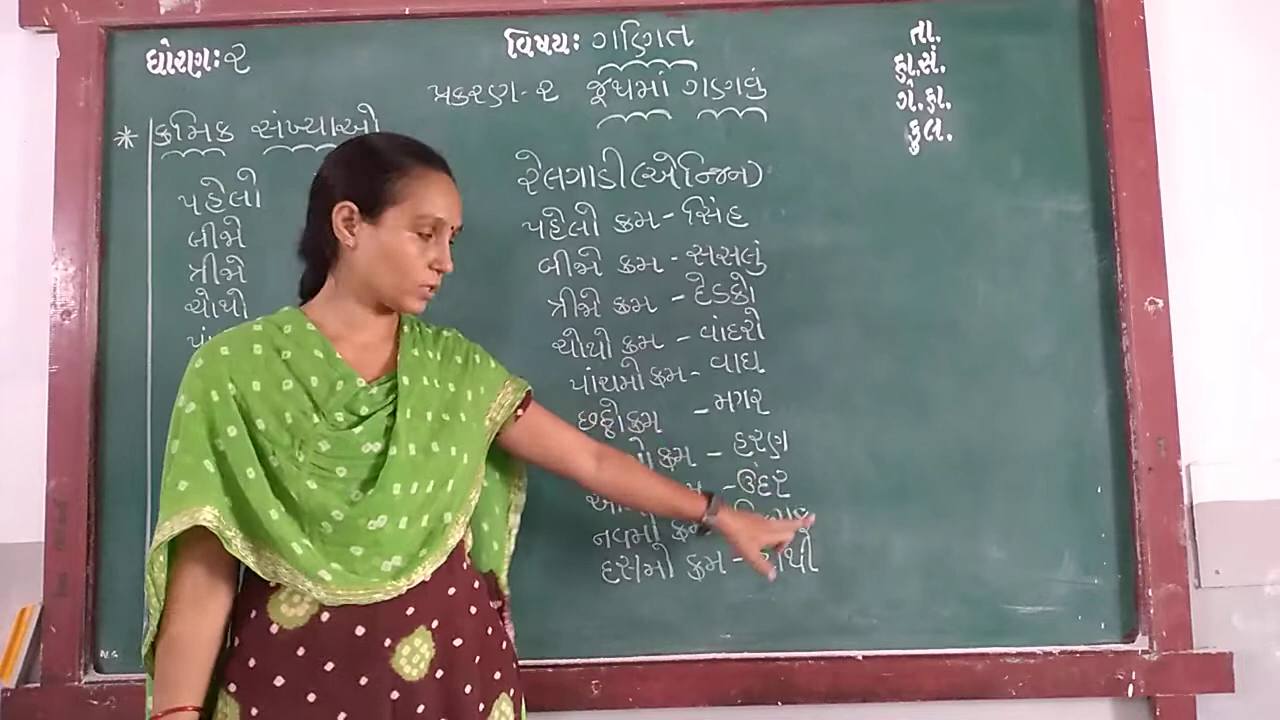 ધોરણઃ૨
વિષયઃ ગણિત
તા.
હા.સં.
ગે.હા.
કુલ.
પ્રકરણ-૨ જૂથમાં ગણવું
* ક્રમિક સંખ્યાઓ
પહેલો
બીજો
ત્રીજો
ચોથો
રેલગાડી(એન્જિન)
પહેલો ક્રમ - સિંહ
બીજો ક્રમ - સસલું
ત્રીજો ક્રમ - દેડકો
ચોથો ક્રમ - વાંદરો
પાંચમો ક્રમ - વાઘ
છઠ્ઠો ક્રમ - મગર
ક્રમ - હરણ
- ઉંદર
નવમો
દસમો ક્રમ -